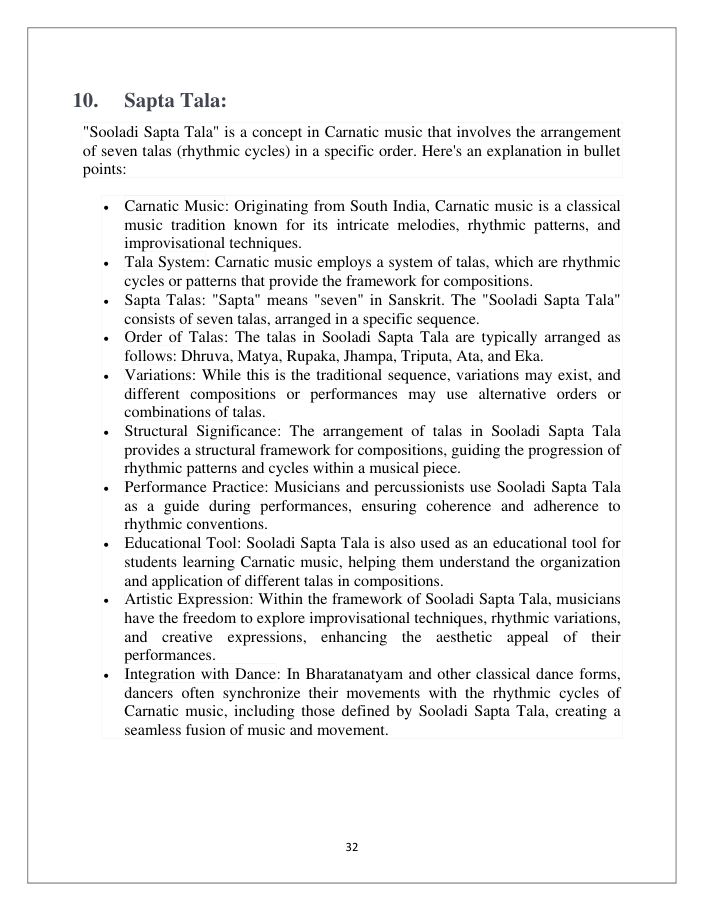 10. Sapta Tala:
"Sooladi Sapta Tala" is a concept in Carnatic music that involves the arrangement
of seven talas (rhythmic cycles) in a specific order. Here's an explanation in bullet
points:
• Carnatic Music: Originating from South India, Carnatic music is a classical
music tradition known for its intricate melodies, rhythmic patterns, and
improvisational techniques.
• Tala System: Carnatic music employs a system of talas, which are rhythmic
cycles or patterns that provide the framework for compositions.
• Sapta Talas: "Sapta" means "seven" in Sanskrit. The "Sooladi Sapta Tala"
consists of seven talas, arranged in a specific sequence.
• Order of Talas: The talas in Sooladi Sapta Tala are typically arranged as
follows: Dhruva, Matya, Rupaka, Jhampa, Triputa, Ata, and Eka.
• Variations: While this is the traditional sequence, variations may exist, and
different compositions or performances may use alternative orders or
combinations of talas.
• Structural Significance: The arrangement of talas in Sooladi Sapta Tala
provides a structural framework for compositions, guiding the progression of
rhythmic patterns and cycles within a musical piece.
• Performance Practice: Musicians and percussionists use Sooladi Sapta Tala
as a guide during performances, ensuring coherence and adherence to
rhythmic conventions.
• Educational Tool: Sooladi Sapta Tala is also used as an educational tool for
students learning Carnatic music, helping them understand the organization
and application of different talas in compositions.
• Artistic Expression: Within the framework of Sooladi Sapta Tala, musicians
have the freedom to explore improvisational techniques, rhythmic variations,
and creative expressions, enhancing the aesthetic appeal of their
performances.
• Integration with Dance: In Bharatanatyam and other classical dance forms,
dancers often synchronize their movements with the rhythmic cycles of
Carnatic music, including those defined by Sooladi Sapta Tala, creating a
seamless fusion of music and movement.
32